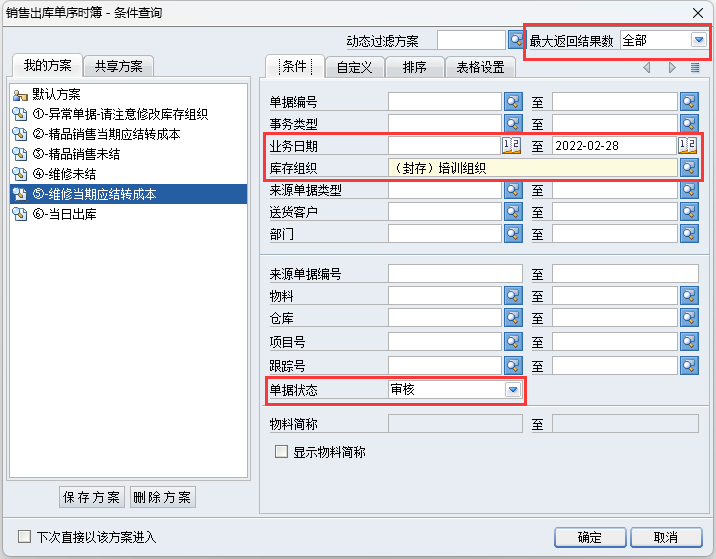 销售出库单序时簿 - 条件查询
动态过滤方案
最大返回结果数 全部
我的方案 共享方案
默认方案
①-异常单据-请注意修改库存组织
②-精品销售当期应结转成本
③-精品销售未结
④-维修未结
⑤-维修当期应结转成本
⑥-当日出库
保存方案 删除方案
条件 自定义 排序 表格设置
单据编号 至
事务类型 至
业务日期 至 2022-02-28
库存组织 （封存）培训组织
来源单据类型 至
送货客户 至
部门 至
来源单据编号 至
物料 至
仓库 至
项目号 至
跟踪号 至
单据状态 审核
物料简称 至
显示物料简称
下次直接以该方案进入
确定 取消